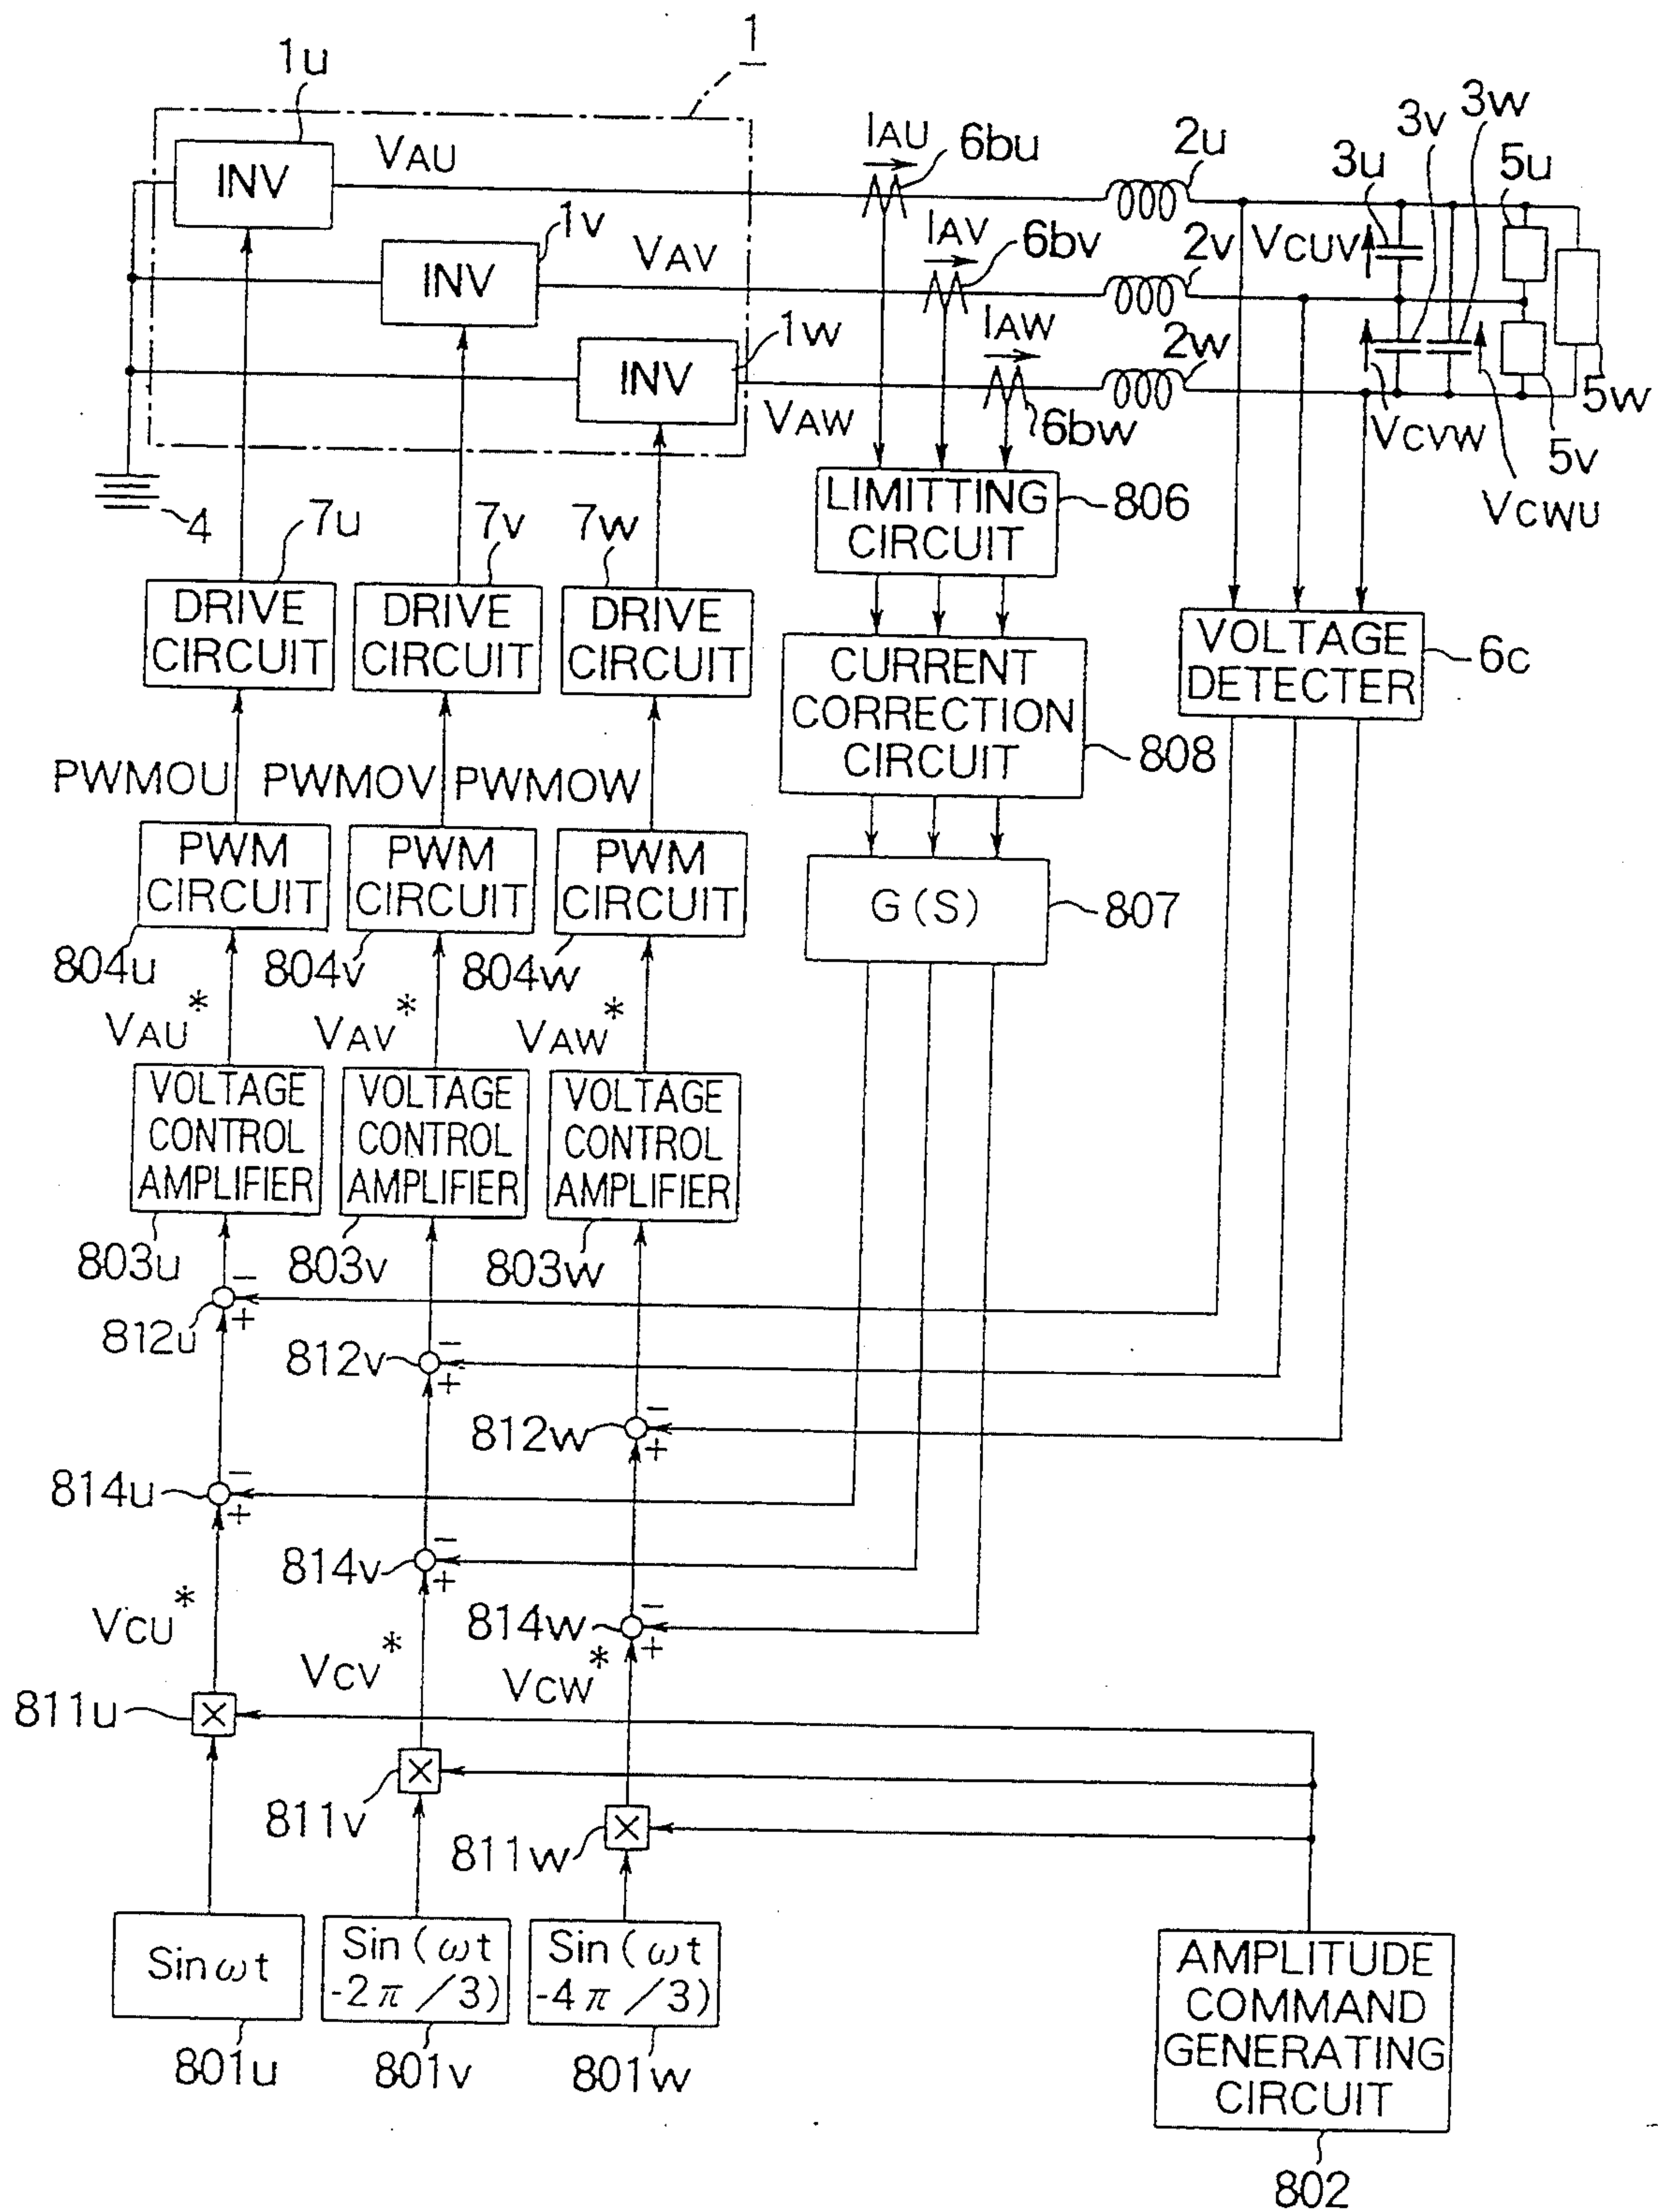 1
1u
INV
VAU
IAU
6bu
2u
3u
3v
3w
5u
1v
INV
VAV
IAV
6bv
2v
VCUV
1w
INV
VAW
IAW
6bw
2w
VCVW
5w
5v
VCWU
4
7u
7v
7w
LIMITTING
CIRCUIT
806
DRIVE
CIRCUIT
DRIVE
CIRCUIT
DRIVE
CIRCUIT
CURRENT
CORRECTION
CIRCUIT
808
VOLTAGE
DETECTER
6c
PWMOU
PWMOV
PWMOW
PWM
CIRCUIT
PWM
CIRCUIT
PWM
CIRCUIT
G(S)
807
804u
804v
804w
VAU*
VAV*
VAW*
VOLTAGE
CONTROL
AMPLIFIER
VOLTAGE
CONTROL
AMPLIFIER
VOLTAGE
CONTROL
AMPLIFIER
803u
803v
803w
−
+
812u
−
+
812v
−
+
812w
−
+
814u
−
+
814v
−
+
814w
VCU*
VCV*
VCW*
811u
×
811v
×
811w
×
Sinωt
Sin(ωt
-2π/3)
Sin(ωt
-4π/3)
801u
801v
801w
AMPLITUDE
COMMAND
GENERATING
CIRCUIT
802